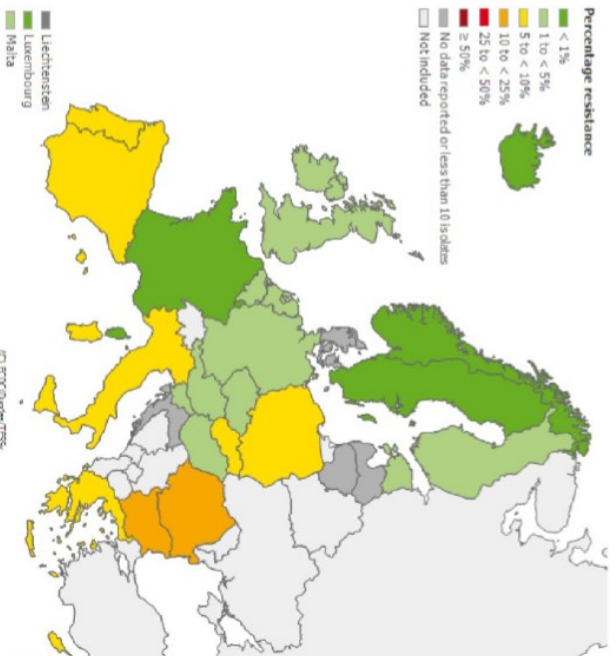 Percentage resistance
< 1%
1 to < 5%
5 to < 10%
10 to < 25%
25 to < 50%
≥ 50%
No data reported or less than 10 isolates
Not included
Liechtenstein
Luxembourg
Malta